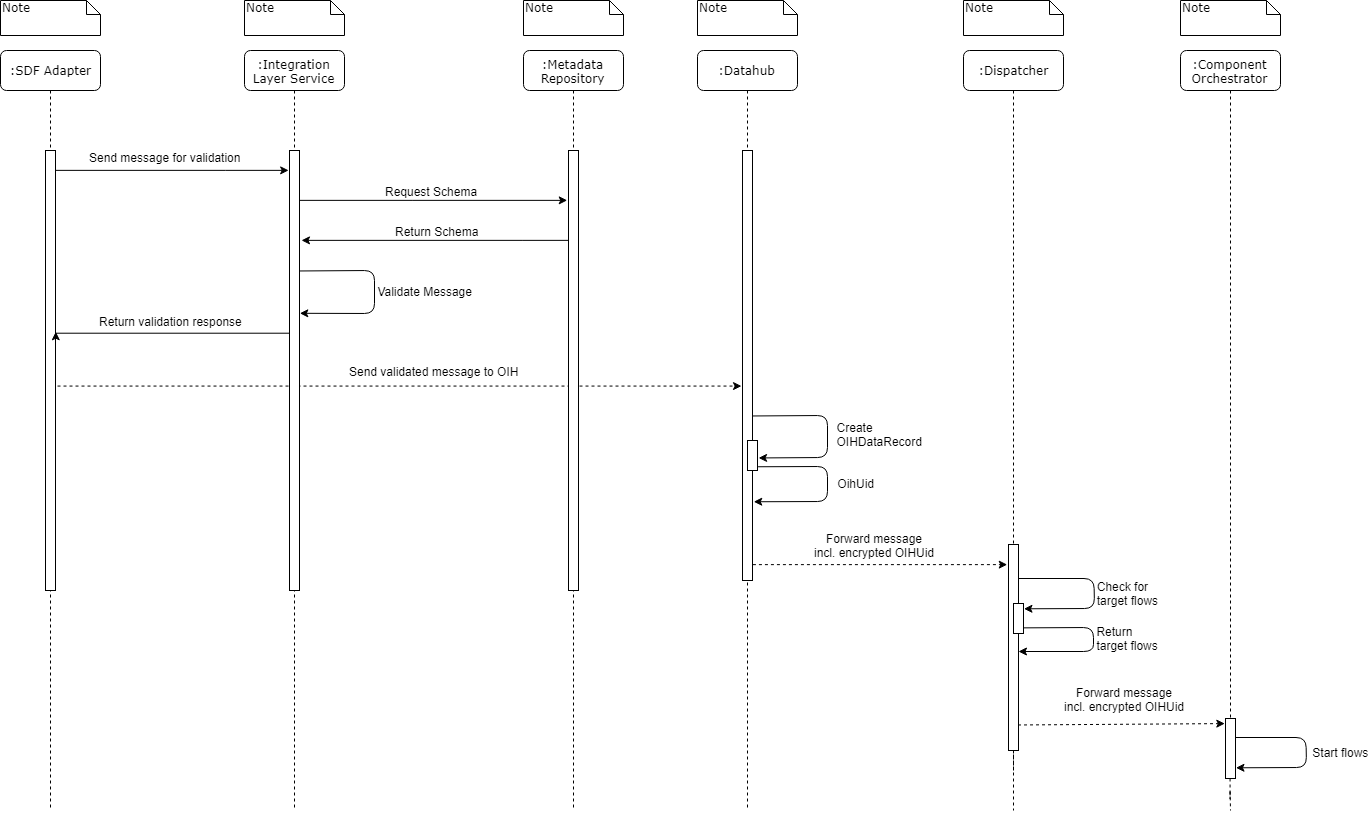 Note
Note
Note
Note
Note
Note
:SDF Adapter
:Integration
Layer Service
:Metadata
Repository
:Datahub
:Dispatcher
:Component
Orchestrator
Send message for validation
Request Schema
Return Schema
Validate Message
Return validation response
Send validated message to OIH
Create
OIHDataRecord
OihUid
Forward message
incl. encrypted OIHUid
Check for
target flows
Return
target flows
Forward message
incl. encrypted OIHUid
Start flows